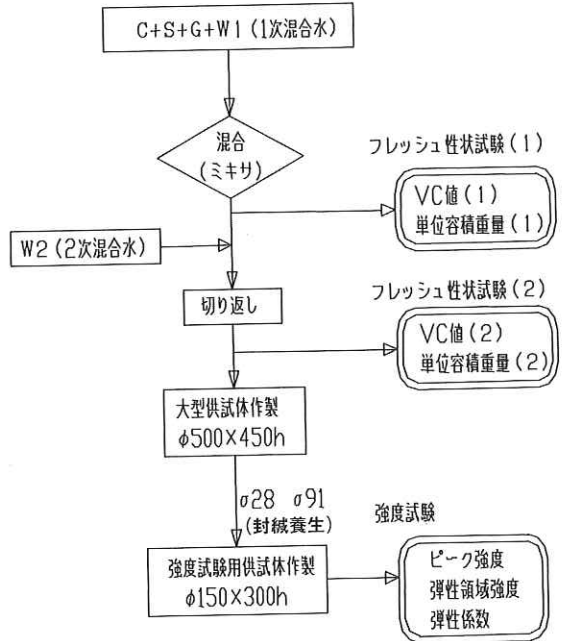 C+S+G+W1(1次混合水)
混合
(ミキサ)
フレッシュ性状試験(1)
VC値(1)
単位容積重量(1)
W2(2次混合水)
切り返し
フレッシュ性状試験(2)
VC値(2)
単位容積重量(2)
大型供試体作製
φ500×450h
σ28 σ91
(封緘養生)
強度試験
強度試験用供試体作製
φ150×300h
ピーク強度
弾性領域強度
弾性係数